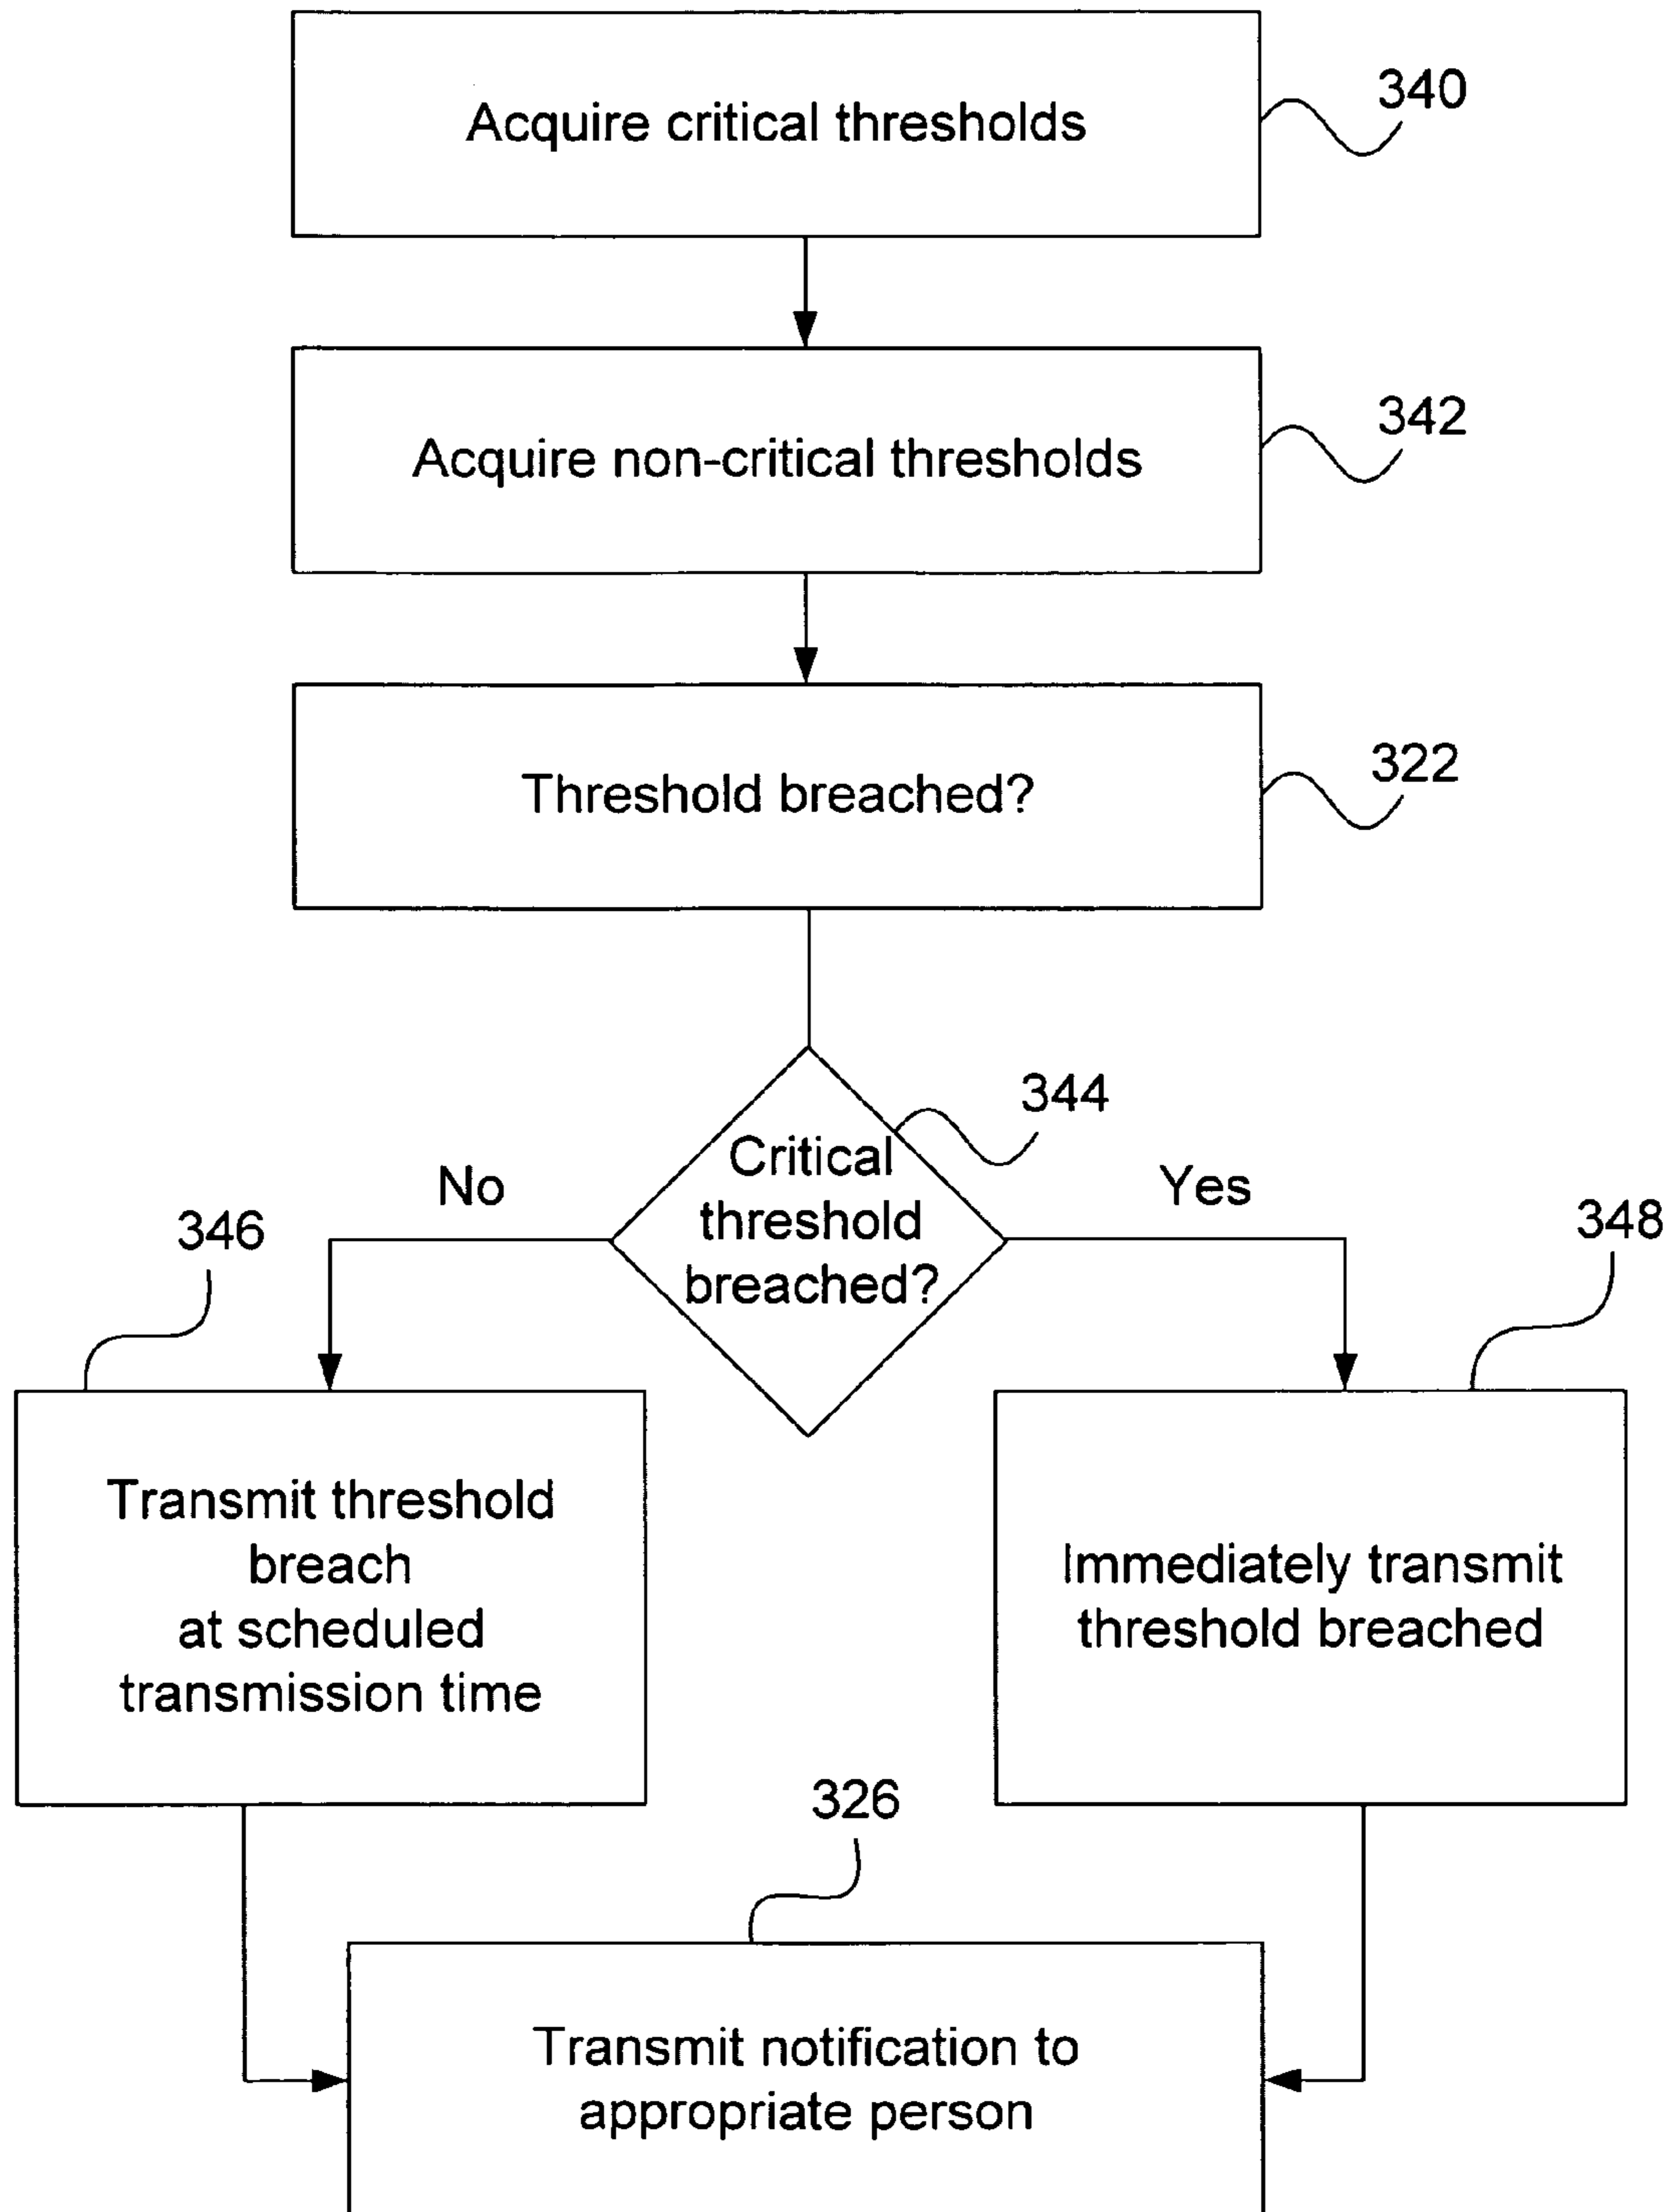 Acquire critical thresholds
340
Acquire non-critical thresholds
342
Threshold breached?
322
344
Critical
threshold
breached?
No
Yes
346
348
Transmit threshold
breach
at scheduled
transmission time
Immediately transmit
threshold breached
326
Transmit notification to
appropriate person